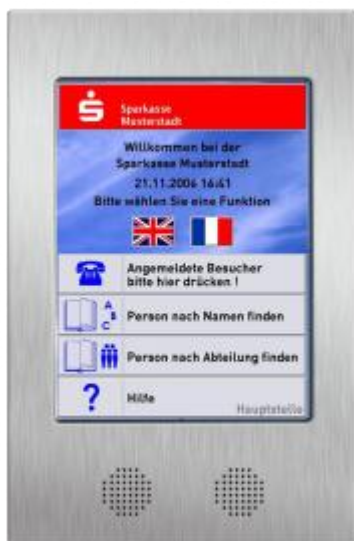 Sparkasse
Musterstadt
Willkommen bei der
Sparkasse Musterstadt
21.11.2006 16:41
Bitte wählen Sie eine Funktion
Angemeldete Besucher
bitte hier drücken !
A
B
C
Person nach Namen finden
Person nach Abteilung finden
?
Hilfe
Hauptstelle